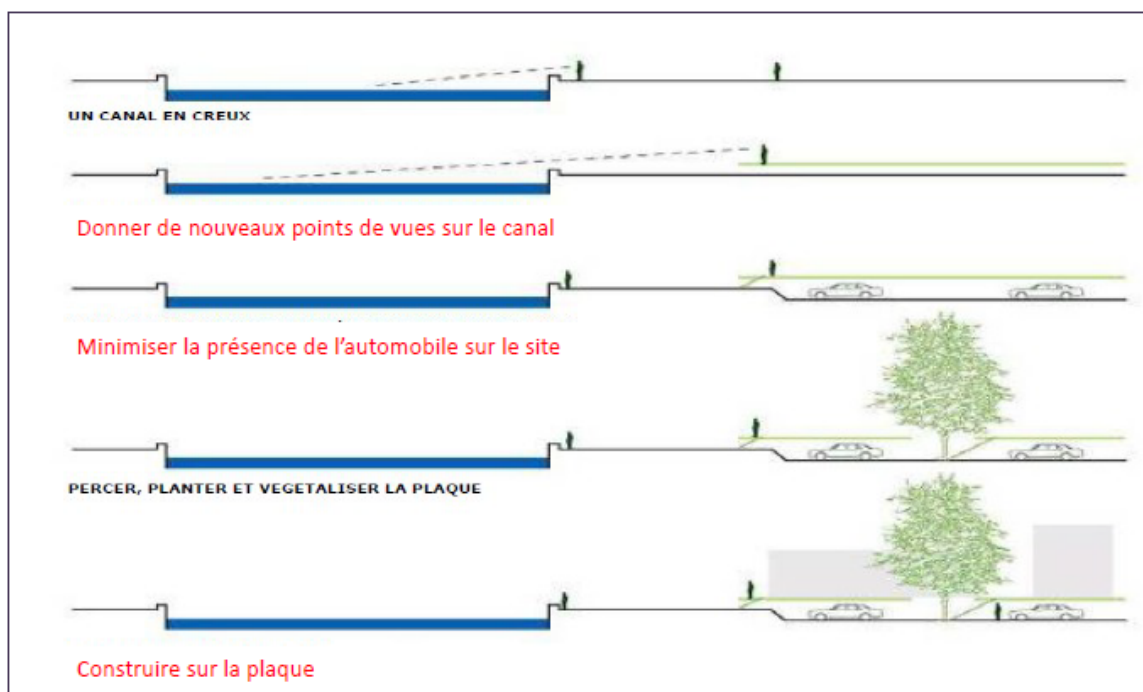 UN CANAL EN CREUX
Donner de nouveaux points de vues sur le canal
Minimiser la présence de l'automobile sur le site
PERCER, PLANTER ET VEGETALISER LA PLAQUE
Construire sur la plaque